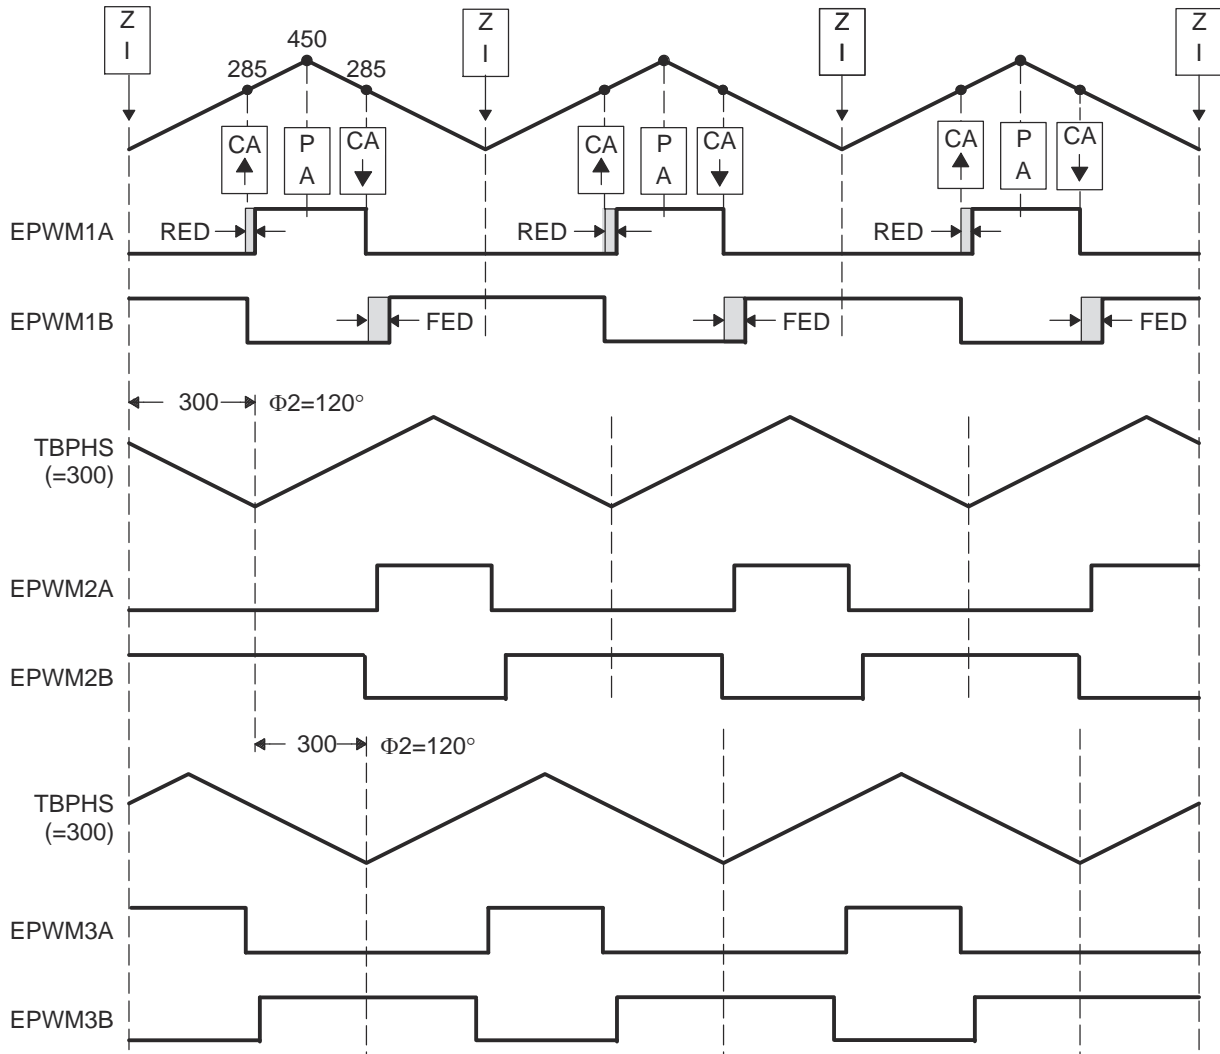 Z Z Z Z
I I I I
450
285 285
CA P CA CA P CA CA P CA
A A A
EPWM1A RED RED RED
EPWM1B FED FED FED
300 Φ2=120°
TBPHS
(=300)
EPWM2A
EPWM2B
300 Φ2=120°
TBPHS
(=300)
EPWM3A
EPWM3B